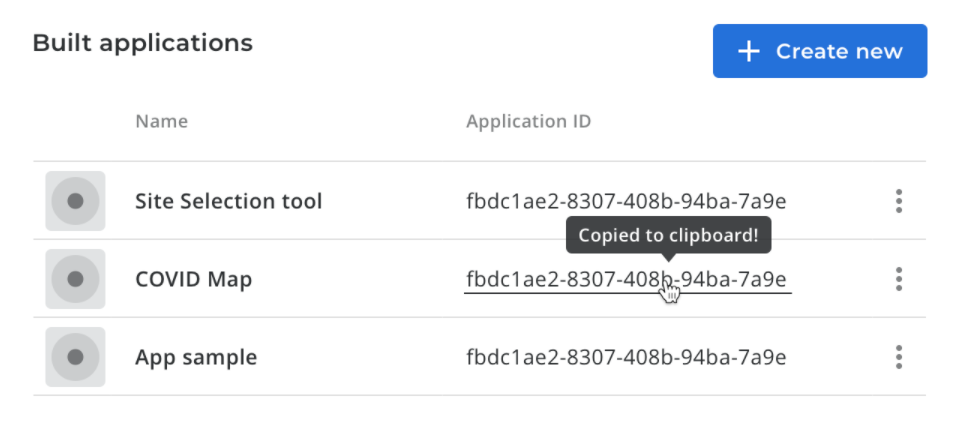 Built applications
+ Create new
Name Application ID
Site Selection tool fbdc1ae2-8307-408b-94ba-7a9e
Copied to clipboard!
COVID Map fbdc1ae2-8307-408b-94ba-7a9e
App sample fbdc1ae2-8307-408b-94ba-7a9e